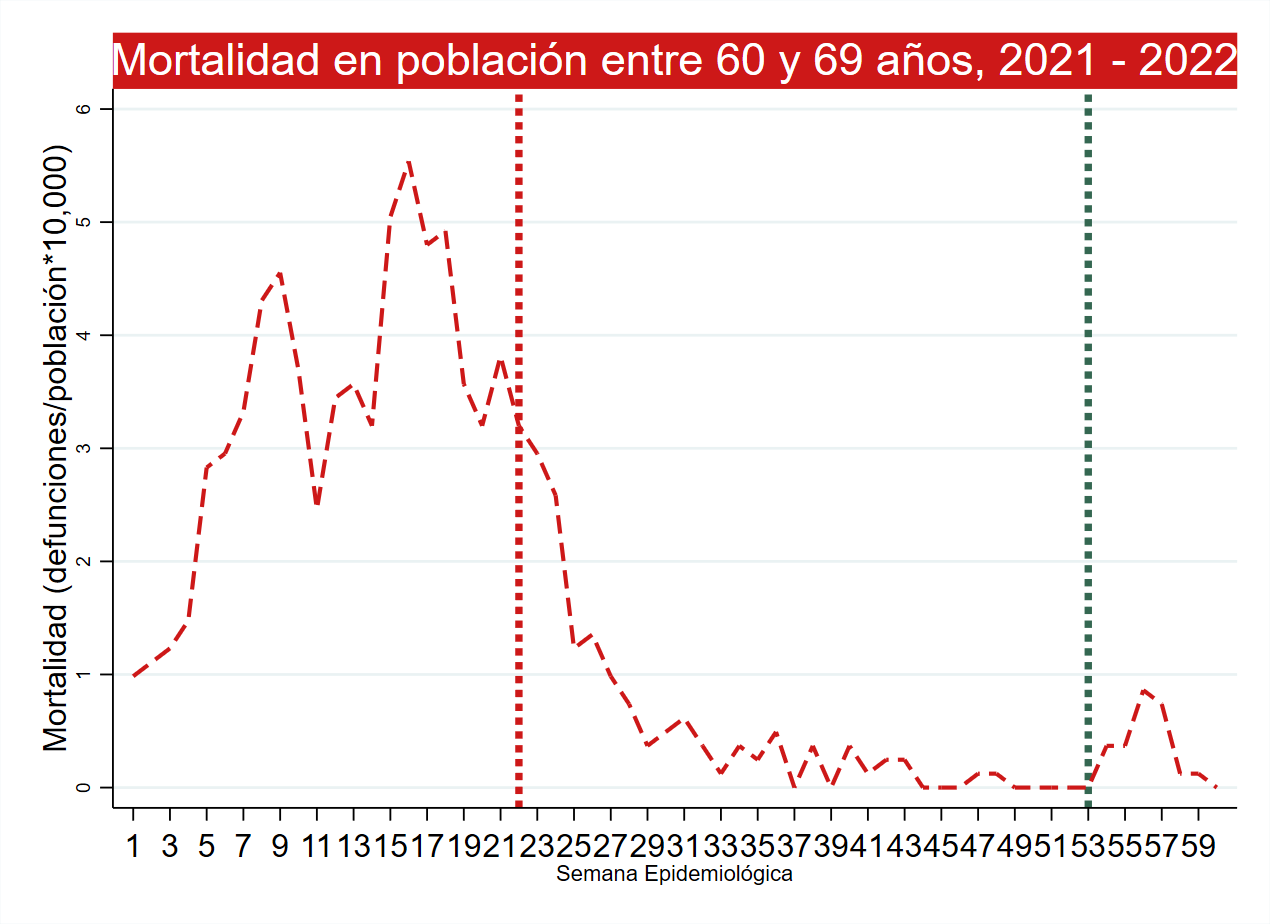 Mortalidad en población entre 60 y 69 años, 2021 - 2022
Mortalidad (defunciones/población*10,000)
6
5
4
3
2
1
0
1 3 5 7 9 11 13 15 17 19 21 23 25 27 29 31 33 35 37 39 41 43 45 47 49 51 53 55 57 59
Semana Epidemiológica